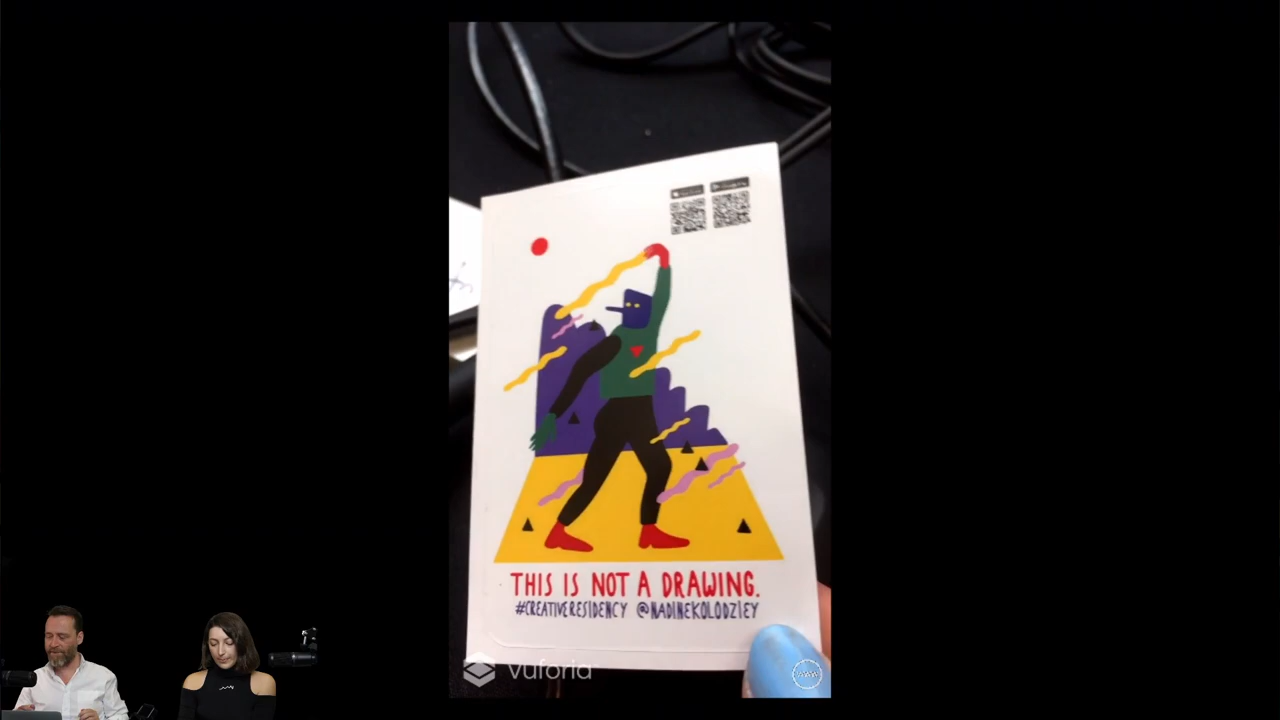 THIS IS NOT A DRAWING.
#CREATIVERESIDENCY @NADINEKOLODZIEY
vuforia